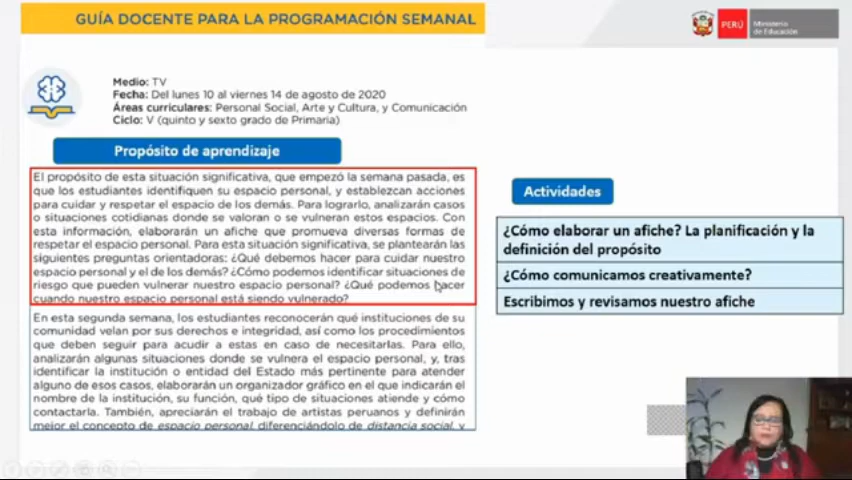 GUÍA DOCENTE PARA LA PROGRAMACIÓN SEMANAL
PERÚ
Ministerio
de Educación
Medio: TV
Fecha: Del lunes 10 al viernes 14 de agosto de 2020
Áreas curriculares: Personal Social, Arte y Cultura, y Comunicación
Ciclo: V (quinto y sexto grado de Primaria)
Propósito de aprendizaje
El propósito de esta situación significativa, que empezó la semana pasada, es
que los estudiantes identifiquen su espacio personal, y establezcan acciones
para cuidar y respetar el espacio de los demás. Para lograrlo, analizarán casos
o situaciones cotidianas donde se valoran o se vulneran estos espacios. Con
esta información, elaborarán un afiche que promueva diversas formas de
respetar el espacio personal. Para esta situación significativa, se plantearán las
siguientes preguntas orientadoras: ¿Qué debemos hacer para cuidar nuestro
espacio personal y el de los demás? ¿Cómo podemos identificar situaciones de
riesgo que pueden vulnerar nuestro espacio personal? ¿Qué podemos hacer
cuando nuestro espacio personal está siendo vulnerado?
En esta segunda semana, los estudiantes reconocerán qué instituciones de su
comunidad velan por sus derechos e integridad, así como los procedimientos
que deben seguir para acudir a estas en caso de necesitarlas. Para ello,
analizarán algunas situaciones donde se vulnera el espacio personal, y, tras
identificar la institución o entidad del Estado más pertinente para atender
alguno de esos casos, elaborarán un organizador gráfico en el que indicarán el
nombre de la institución, su función, qué tipo de situaciones atiende y cómo
contactarla. También, apreciarán el trabajo de artistas peruanos y definirán
mejor el concepto de espacio personal, diferenciándolo de distancia social, y
Actividades
¿Cómo elaborar un afiche? La planificación y la
definición del propósito
¿Cómo comunicamos creativamente?
Escribimos y revisamos nuestro afiche